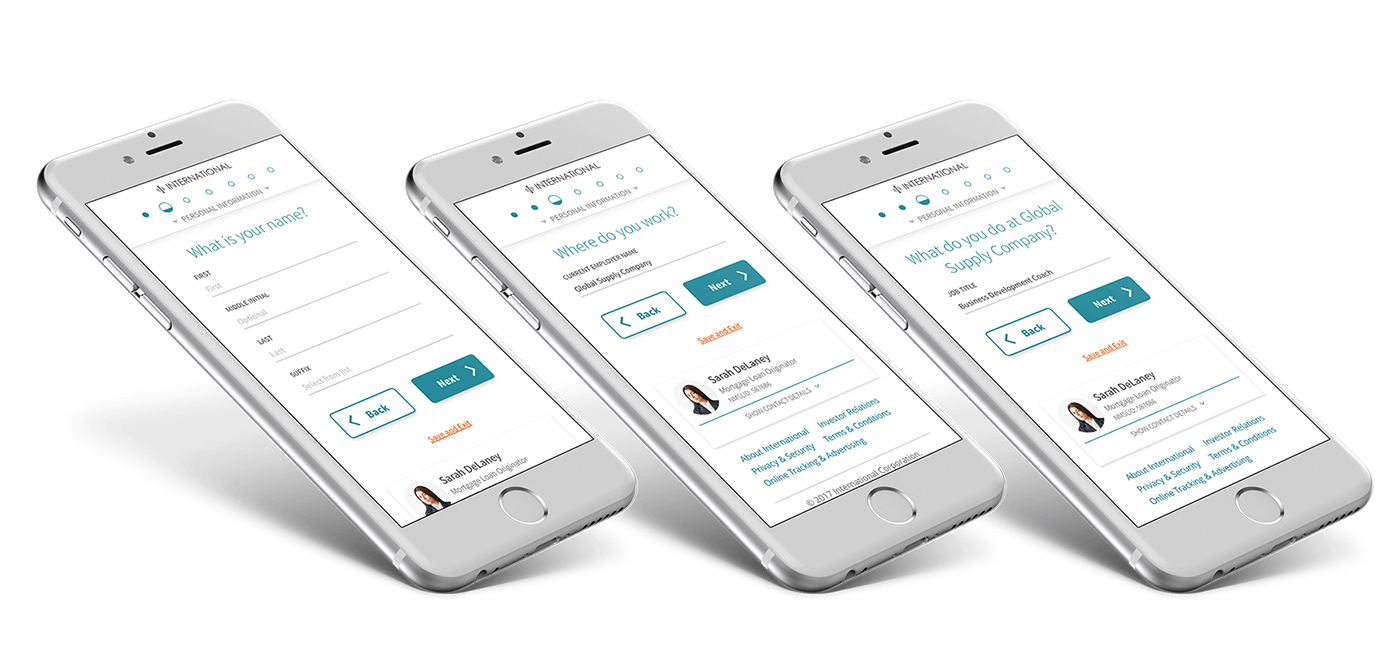 INTERNATIONAL
PERSONAL INFORMATION
What is your name?
FIRST
First
MIDDLE INITIAL
Optional
LAST
Last
SUFFIX
Select from list
Back
Next
Save and Exit
Sarah DeLaney
Mortgage Loan Originator
INTERNATIONAL
PERSONAL INFORMATION
Where do you work?
CURRENT EMPLOYER NAME
Global Supply Company
Back
Next
Save and Exit
Sarah DeLaney
Mortgage Loan Originator
NMSLID: 587686
SHOW CONTACT DETAILS
About International Investor Relations
Privacy & Security Terms & Conditions
Online Tracking & Advertising
© 2017 International Corporation.
INTERNATIONAL
PERSONAL INFORMATION
What do you do at Global
Supply Company?
JOB TITLE
Business Development Coach
Back
Next
Save and Exit
Sarah DeLaney
Mortgage Loan Originator
NMSLID: 587686
SHOW CONTACT DETAILS
About International Investor Relations
Privacy & Security Terms & Conditions
Online Tracking & Advertising